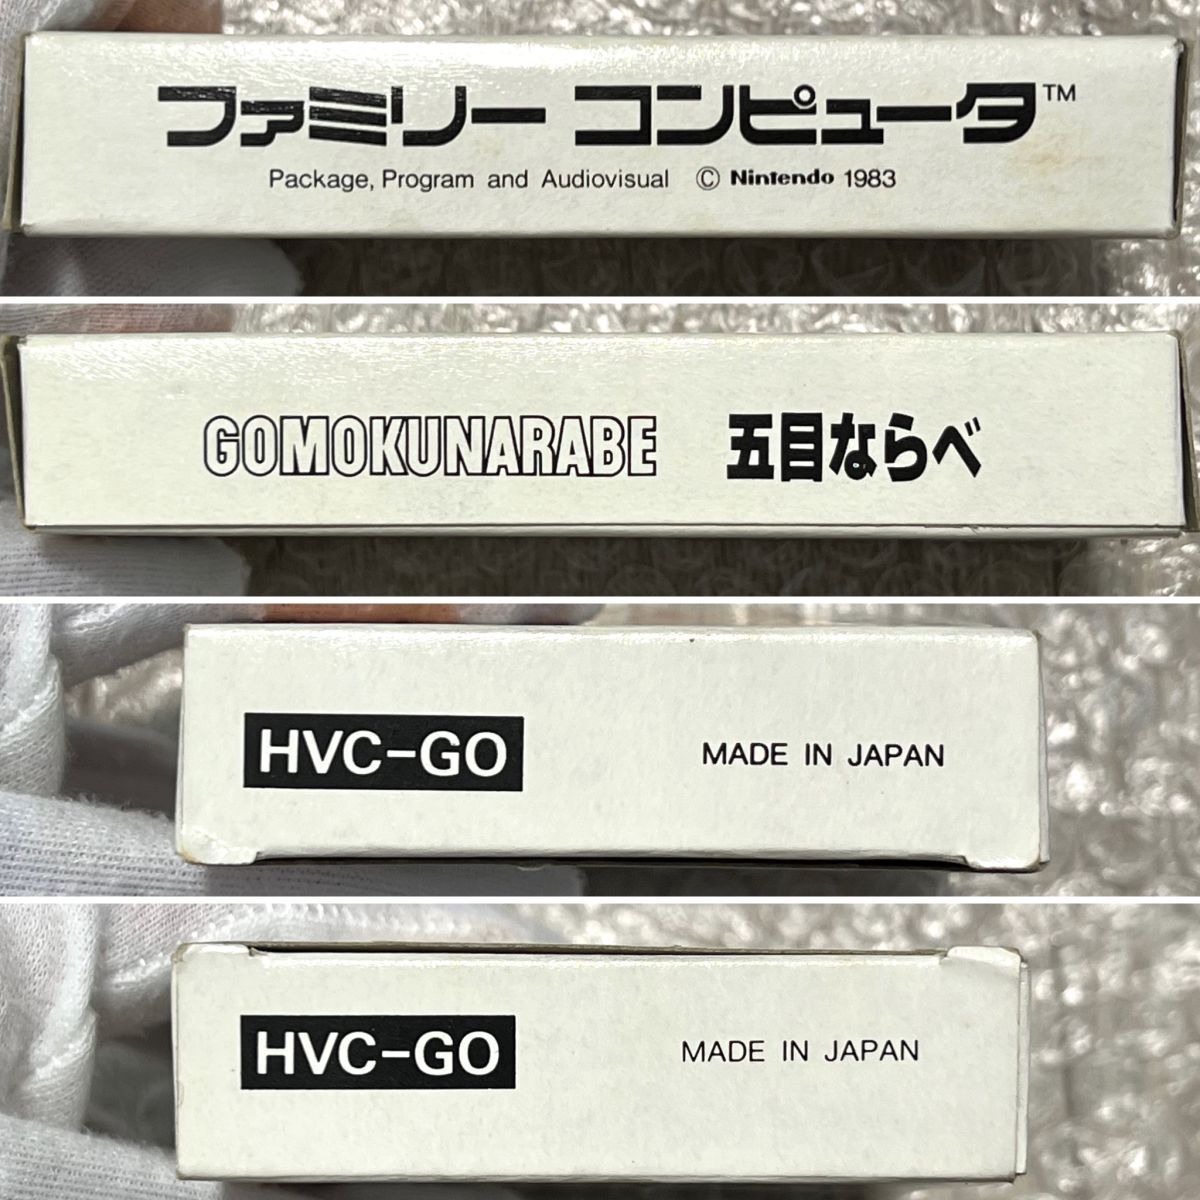 ファミリー コンピュータ™
Package, Program and Audiovisual © Nintendo 1983
GOMOKUNARABE 五目ならべ
HVC-GO MADE IN JAPAN
HVC-GO MADE IN JAPAN